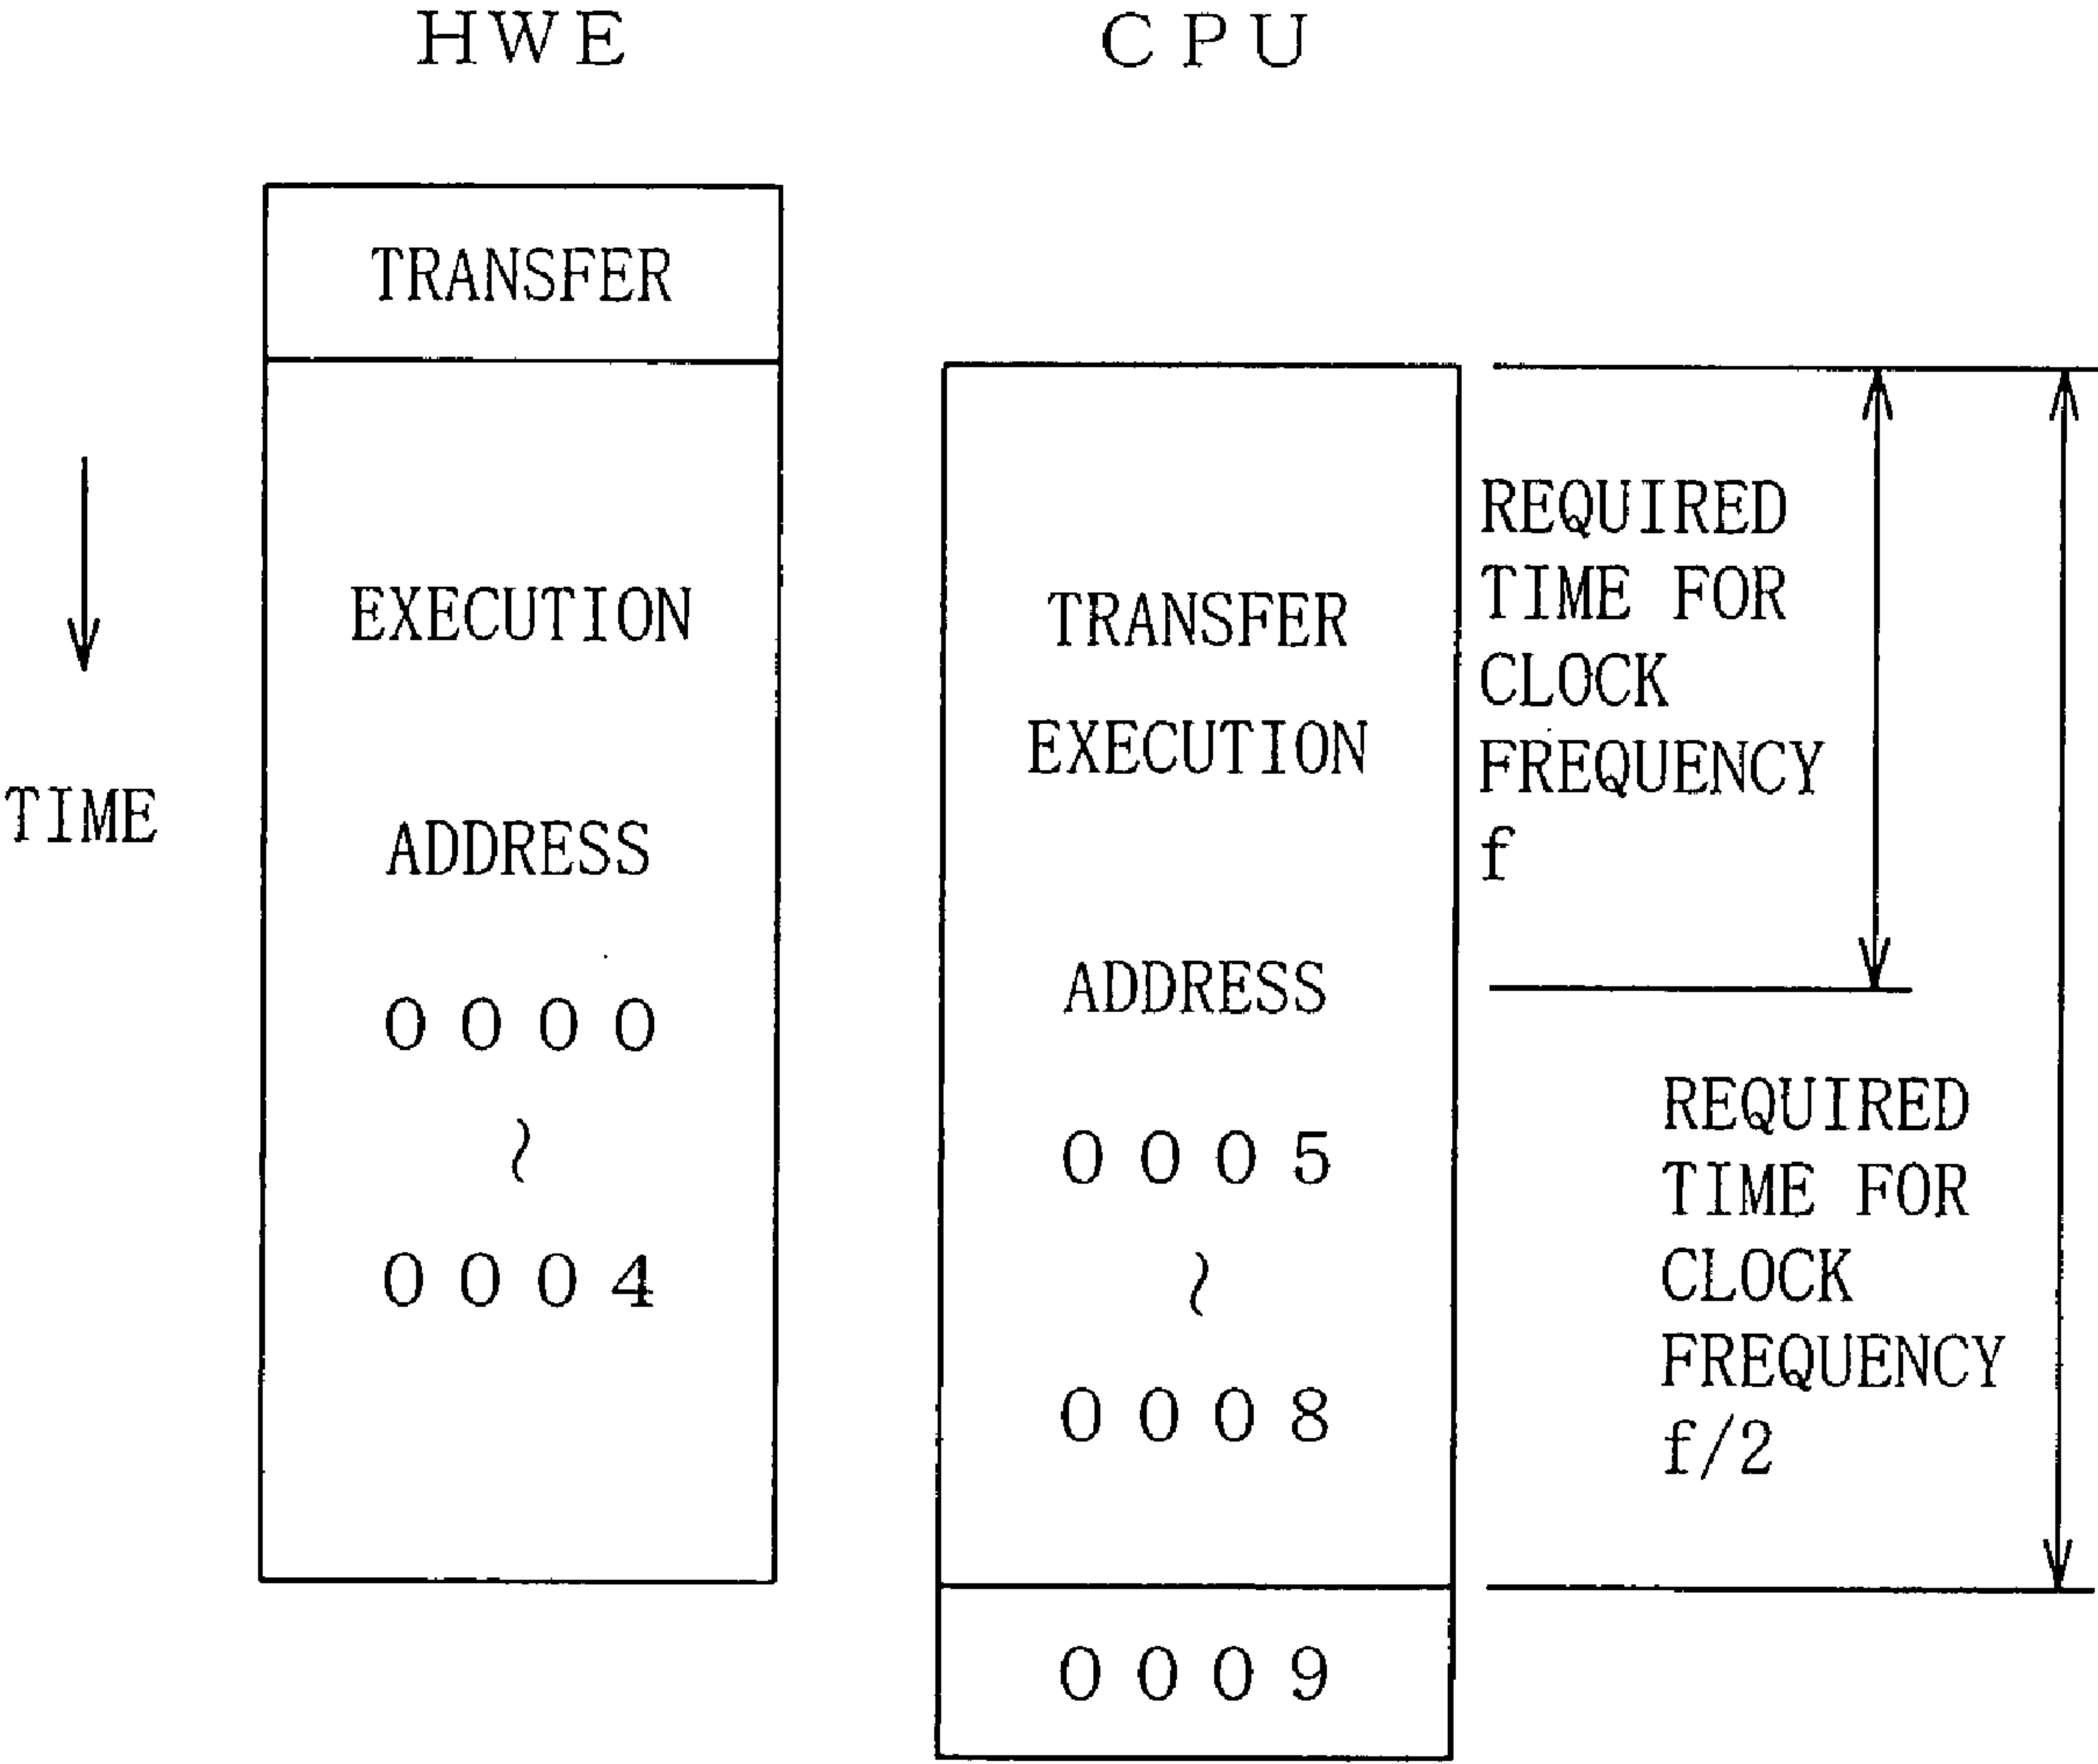 HWE
CPU
TRANSFER
EXECUTION
ADDRESS
0000
~
0004
TIME
TRANSFER
EXECUTION
ADDRESS
0005
~
0008
0009
REQUIRED
TIME FOR
CLOCK
FREQUENCY
f
REQUIRED
TIME FOR
CLOCK
FREQUENCY
f/2